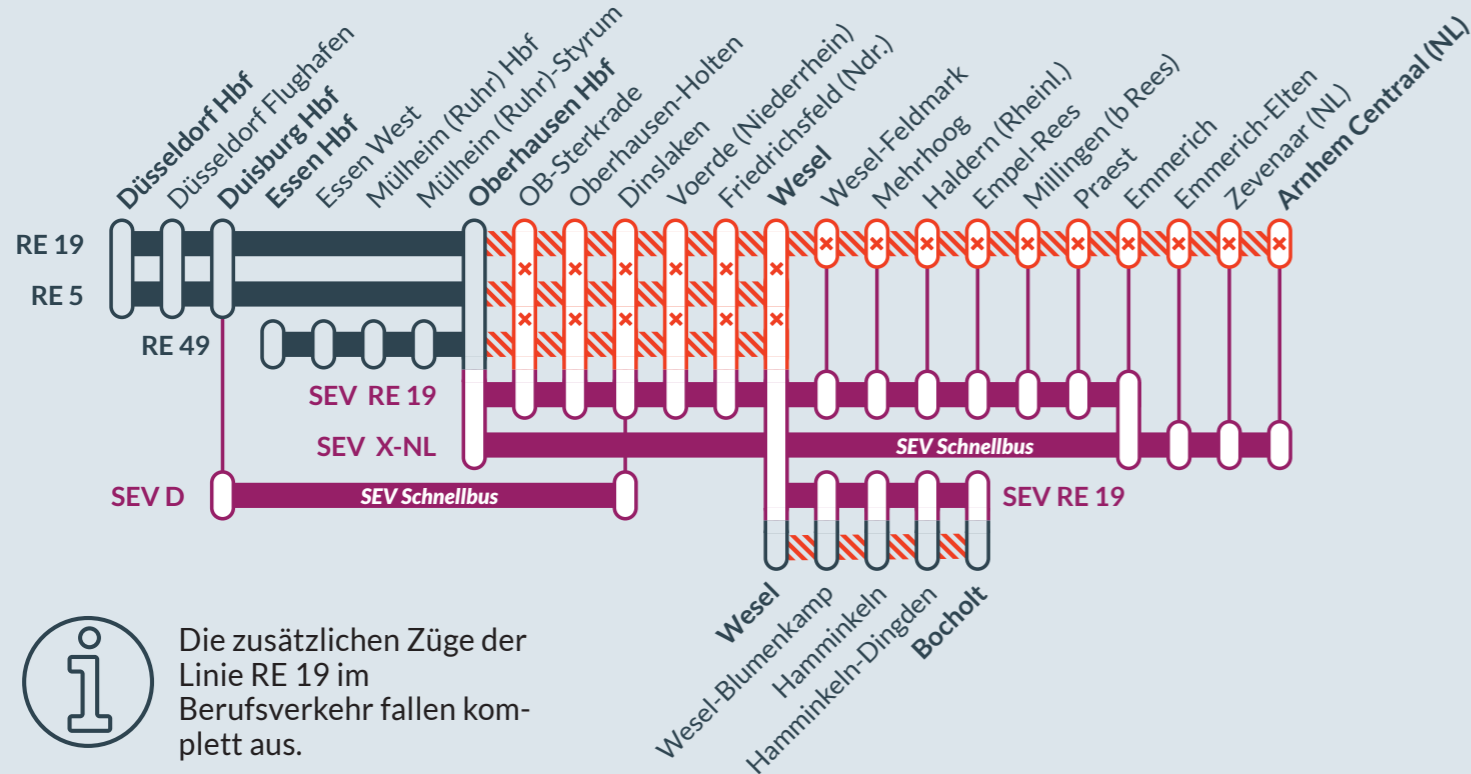 Düsseldorf Hbf
Düsseldorf Flughafen
Duisburg Hbf
Essen Hbf
Essen West
Mülheim (Ruhr) Hbf
Mülheim (Ruhr)-Styrum
Oberhausen Hbf
OB-Sterkrade
Oberhausen-Holten
Dinslaken
Voerde (Niederrhein)
Friedrichsfeld (Ndr.)
Wesel
Wesel-Feldmark
Mehrhoog
Haldern (Rheinl.)
Empel-Rees
Millingen (b Rees)
Praest
Emmerich
Emmerich-Elten
Zevenaar (NL)
Arnhem Centraal (NL)
RE 19
RE 5
RE 49
SEV RE 19
SEV X-NL
SEV Schnellbus
SEV D
SEV Schnellbus
SEV RE 19
Wesel
Wesel-Blumenkamp
Hamminkeln
Hamminkeln-Dingden
Bocholt
Die zusätzlichen Züge der
Linie RE 19 im
Berufsverkehr fallen kom-
plett aus.